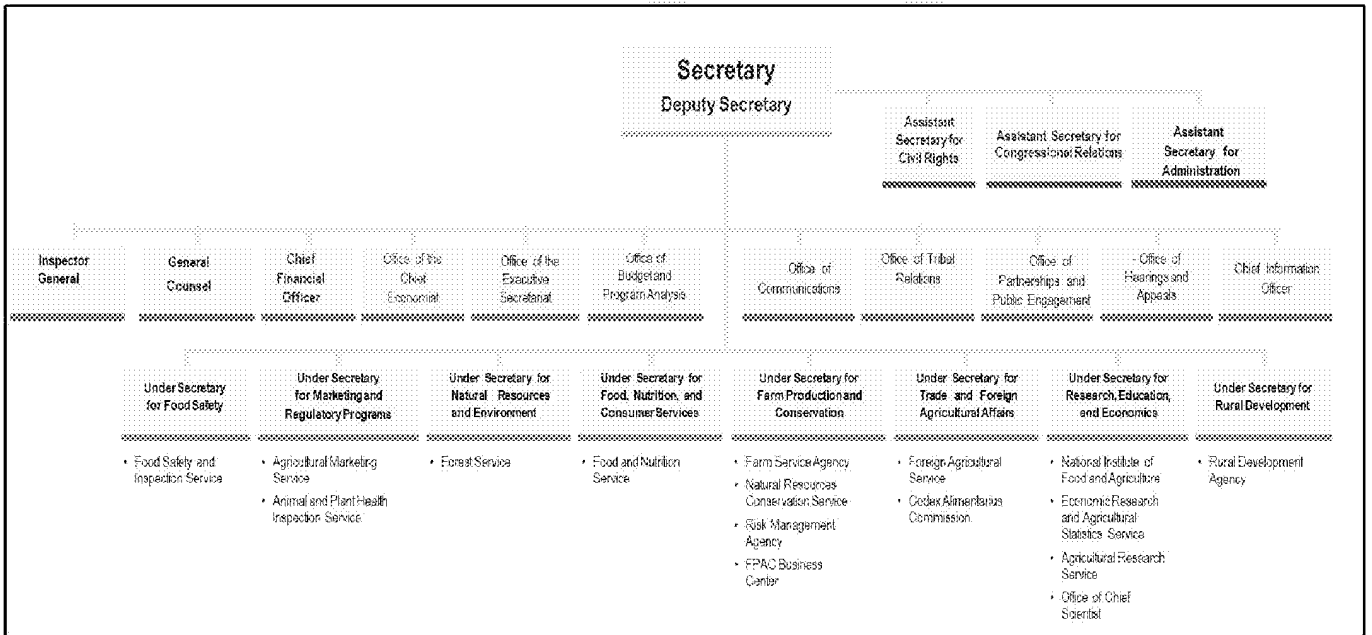 Secretary
Deputy Secretary
Assistant
Secretary for
Civil Rights
Assistant Secretary for
Congressional Relations
Assistant
Secretary for
Administration
Inspector
General
General
Counsel
Chief
Financial
Officer
Office of the
Chief
Economist
Office of the
Executive
Secretariat
Office of
Budget and
Program Analysis
Office of
Communications
Office of Tribal
Relations
Office of
Partnerships and
Public Engagement
- Office of
Hearings and
Appeals
Chief Information
Officer
Under Secretary
for Food Safety
• Food Safety and
Inspection Service
Under Secretary
for Marketing and
Regulatory Programs
• Agricultural Marketing
Service
• Animal and Plant Health
Inspection Service
Under Secretary for
Natural Resources
and Environment
• Forest Service
Under Secretary for
Food, Nutrition, and
Consumer Services
• Food and Nutrition
Service
Under Secretary for
Farm Production and
Conservation
• Farm Service Agency
• Natural Resources
Conservation Service
• Risk Management
Agency
• FPAC Business
Center
Under Secretary for
Trade and Foreign
Agricultural Affairs
• Foreign Agricultural
Service
• Codex Alimentarius
Commission
Under Secretary for
Research, Education,
and Economics
• National Institute of
Food and Agriculture
• Economic Research
and Agricultural
Statistics Service
• Agricultural Research
Service
• Office of Chief
Scientist
Under Secretary for
Rural Development
• Rural Development
Agency